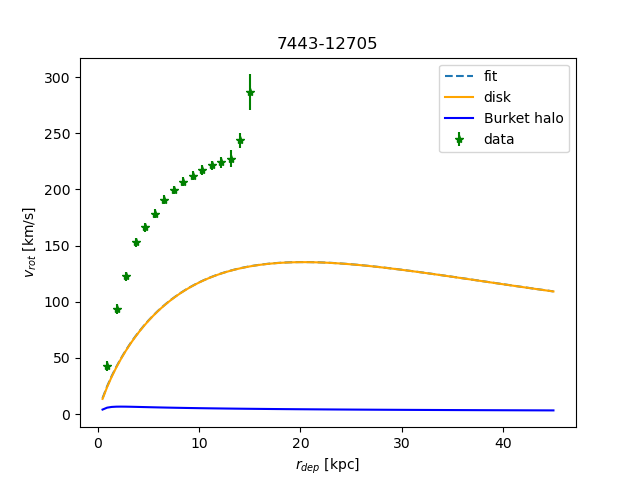 7443-12705
300
250
200
150
100
50
0
v_rot [km/s]
fit
disk
Burket halo
data
0 10 20 30 40
r_dep [kpc]